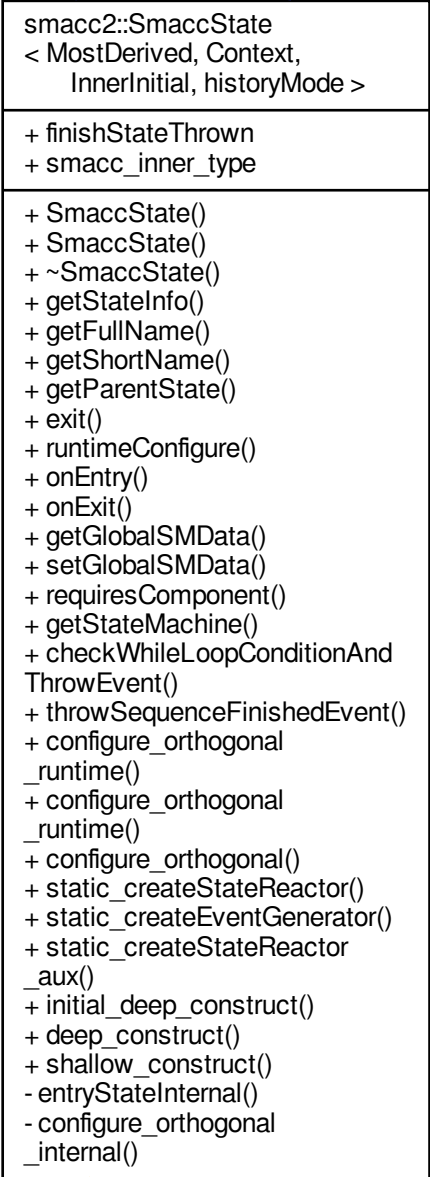 smacc2::SmaccState
< MostDerived, Context,
InnerInitial, historyMode >
+ finishStateThrown
+ smacc_inner_type
+ SmaccState()
+ SmaccState()
+ ~SmaccState()
+ getStateInfo()
+ getFullName()
+ getShortName()
+ getParentState()
+ exit()
+ runtimeConfigure()
+ onEntry()
+ onExit()
+ getGlobalSMData()
+ setGlobalSMData()
+ requiresComponent()
+ getStateMachine()
+ checkWhileLoopConditionAnd
ThrowEvent()
+ throwSequenceFinishedEvent()
+ configure_orthogonal
_runtime()
+ configure_orthogonal
_runtime()
+ configure_orthogonal()
+ static_createStateReactor()
+ static_createEventGenerator()
+ static_createStateReactor
_aux()
+ initial_deep_construct()
+ deep_construct()
+ shallow_construct()
- entryStateInternal()
- configure_orthogonal
_internal()